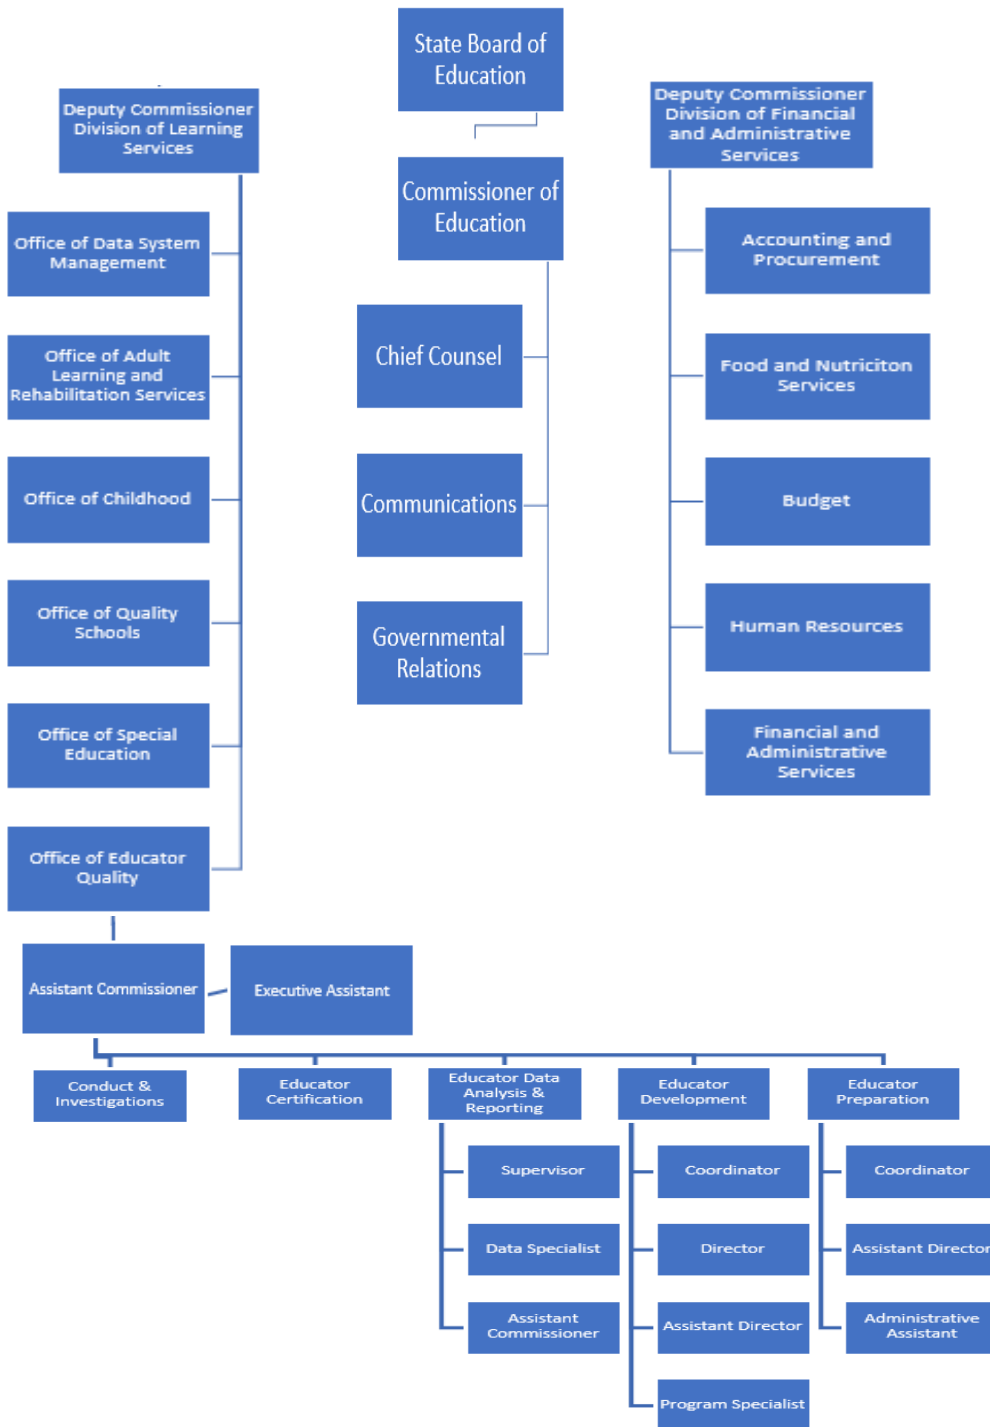 State Board of
Education
Deputy Commissioner
Division of Learning
Services
Deputy Commissioner
Division of Financial
and Administrative
Services
Commissioner of
Education
Office of Data System
Management
Office of Adult
Learning and
Rehabilitation Services
Office of Childhood
Office of Quality
Schools
Office of Special
Education
Office of Educator
Quality
Chief Counsel
Communications
Governmental
Relations
Accounting and
Procurement
Food and Nutriciton
Services
Budget
Human Resources
Financial and
Administrative
Services
Assistant Commissioner
Executive Assistant
Conduct &
Investigations
Educator
Certification
Educator Data
Analysis &
Reporting
Educator
Development
Educator
Preparation
Supervisor
Data Specialist
Assistant
Commissioner
Coordinator
Director
Assistant Director
Program Specialist
Coordinator
Assistant Director
Administrative
Assistant